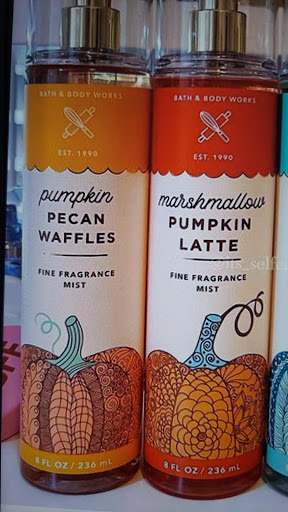 BATH & BODY WORKS
EST. 1990
pumpkin
PECAN
WAFFLES
FINE FRAGRANCE
MIST
8 FL OZ / 236 mL
BATH & BODY WORKS
EST. 1990
marshmallow
PUMPKIN
LATTE
FINE FRAGRANCE
MIST
8 FL OZ / 236 mL